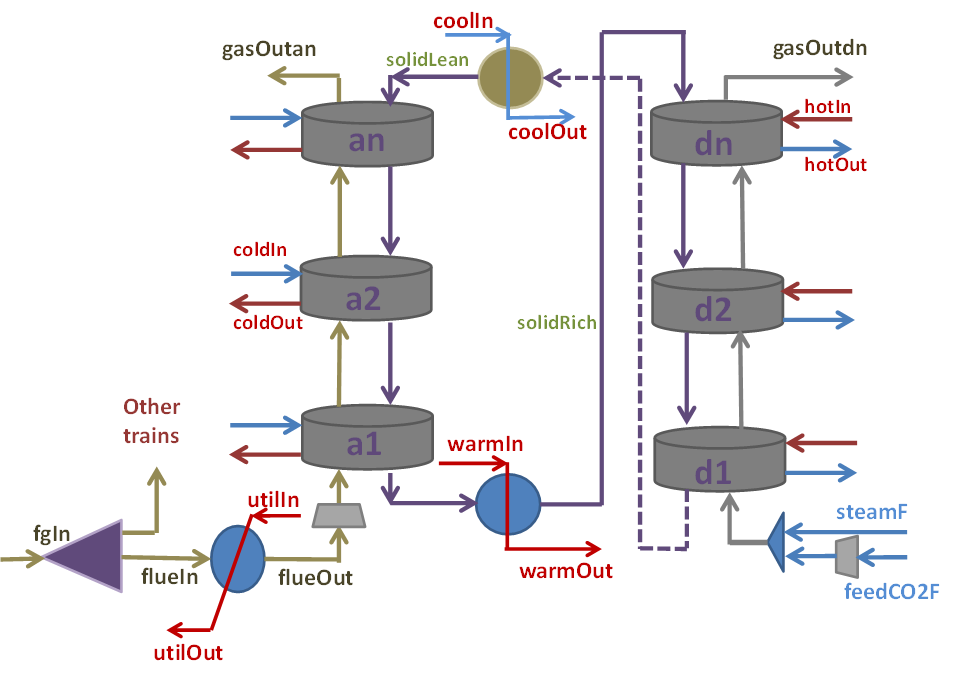 coolIn
gasOutan
solidLean
gasOutdn
hotIn
coolOut
an
dn
hotOut
coldIn
a2
d2
coldOut
solidRich
Other
trains
a1
warmIn
d1
utilIn
steamF
fgIn
flueIn
flueOut
warmOut
feedCO2F
utilOut